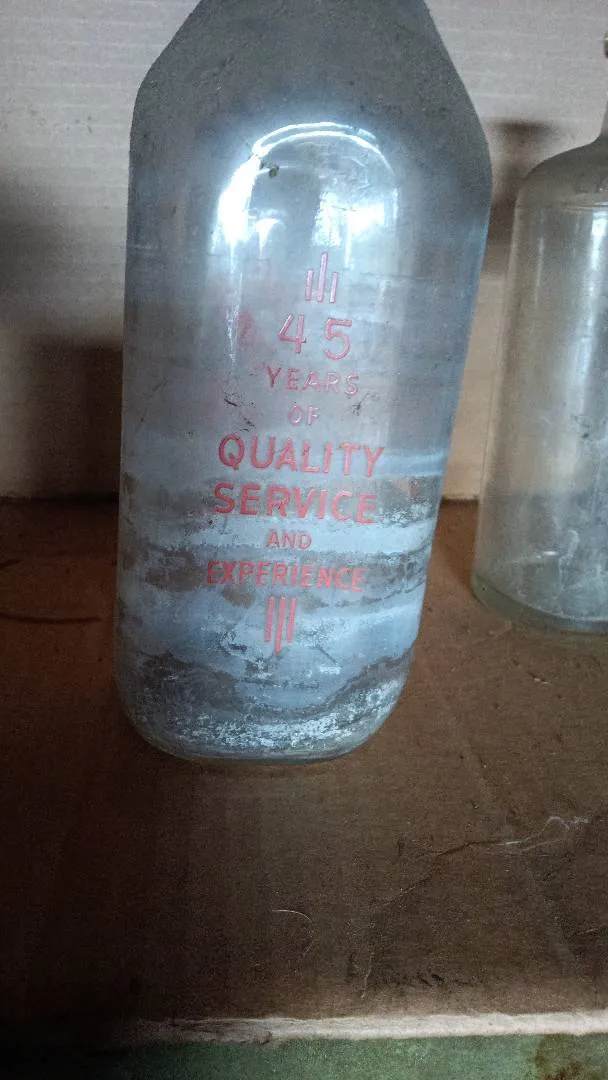 45
YEARS
OF
QUALITY
SERVICE
AND
EXPERIENCE